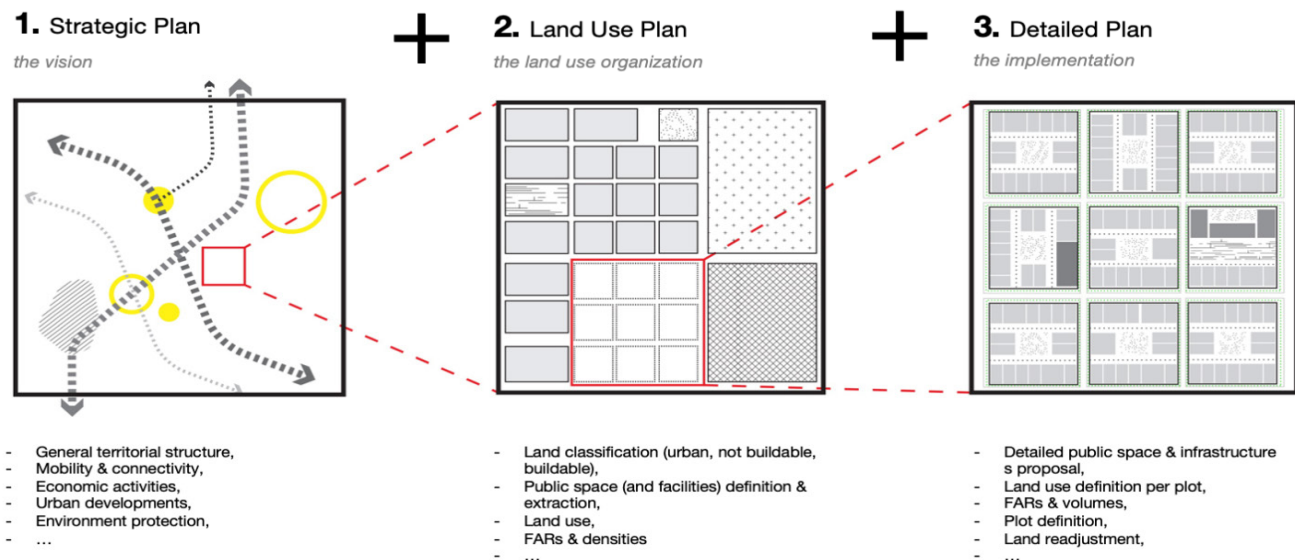 1. Strategic Plan
the vision
- General territorial structure,
- Mobility & connectivity,
- Economic activities,
- Urban developments,
- Environment protection,
- ...
+
2. Land Use Plan
the land use organization
- Land classification (urban, not buildable,
buildable),
- Public space (and facilities) definition &
extraction,
- Land use,
- FARs & densities
- ...
+
3. Detailed Plan
the implementation
- Detailed public space & infrastructure
s proposal,
- Land use definition per plot,
- FARs & volumes,
- Plot definition,
- Land readjustment,
- ...